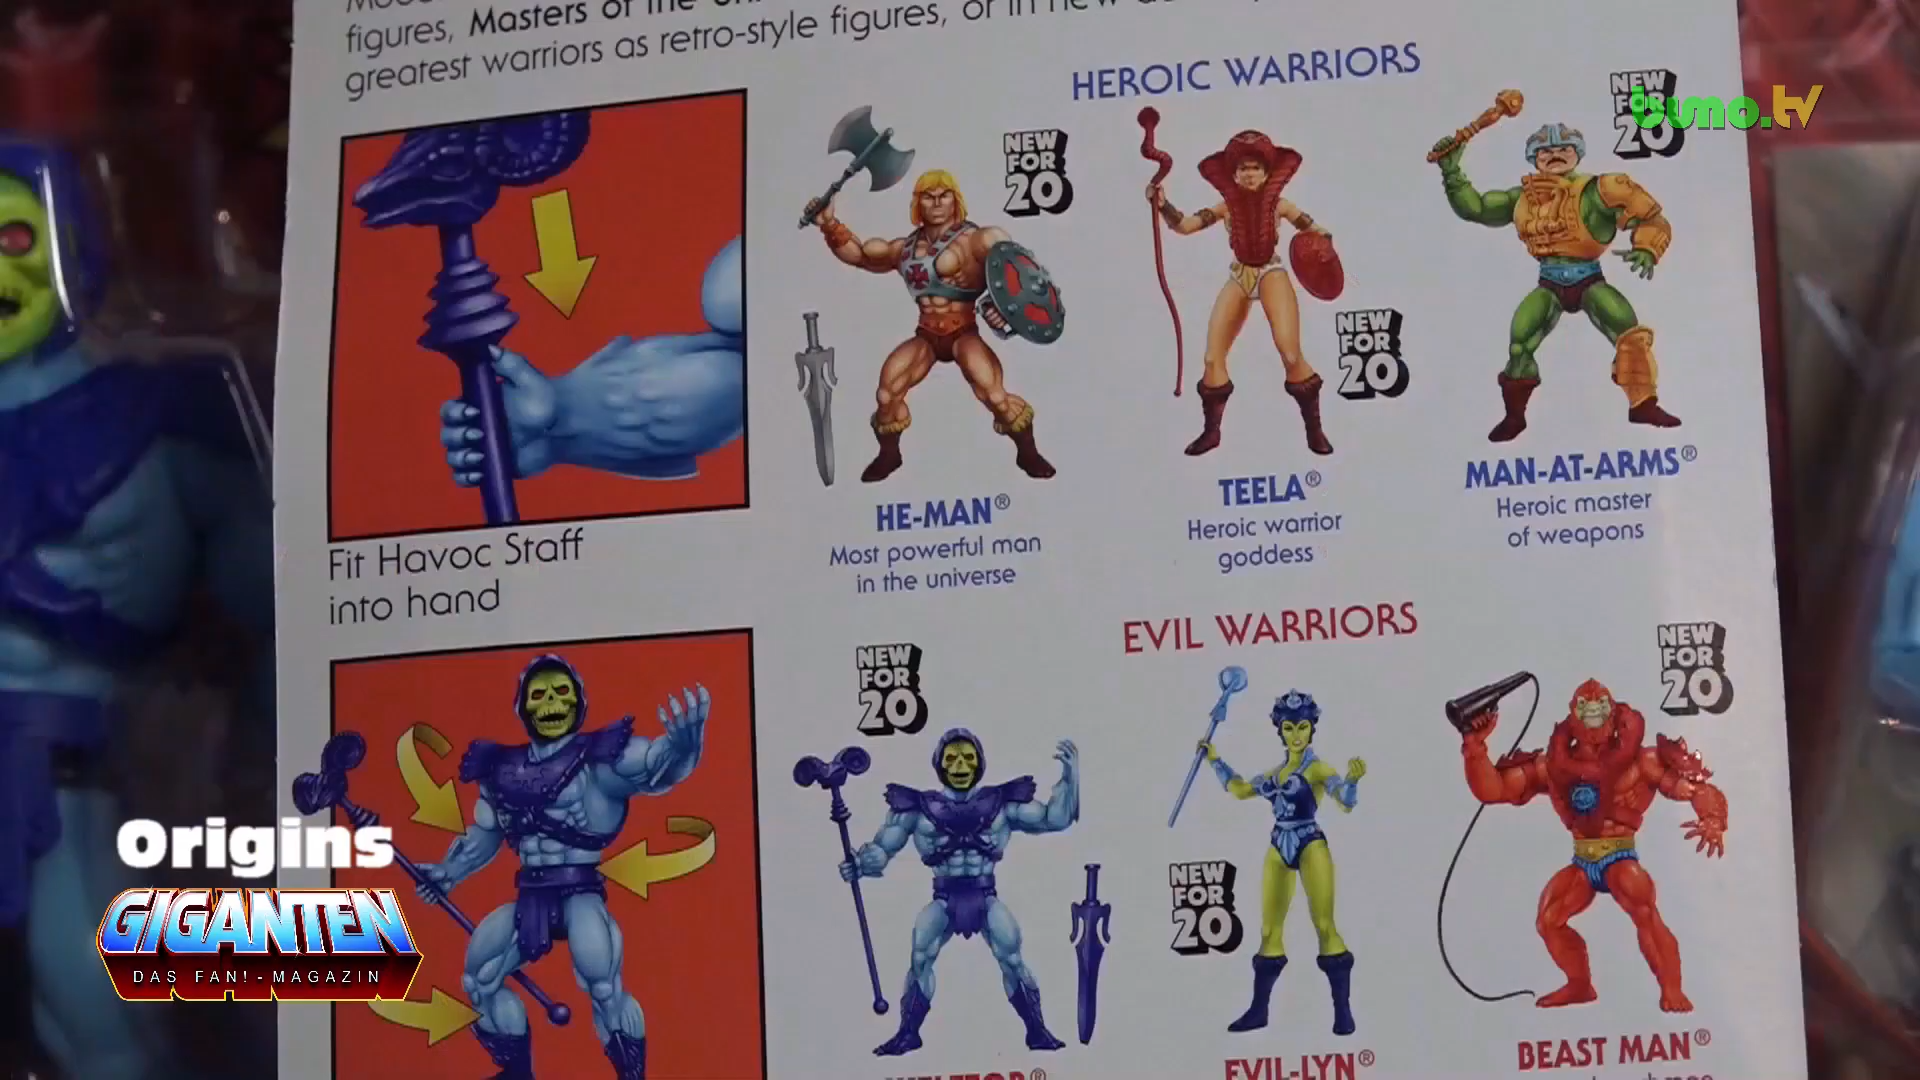 figures, Masters of the
greatest warriors as retro-style figures, or in new
HEROIC WARRIORS
NEW
FOR
20
NEW
FOR
20
tumo.tv
NEW
FOR
20
Fit Havoc Staff
into hand
HE-MAN®
Most powerful man
in the universe
TEELA®
Heroic warrior
goddess
MAN-AT-ARMS®
Heroic master
of weapons
EVIL WARRIORS
NEW
FOR
20
NEW
FOR
20
NEW
FOR
20
EVIL-LYN®
BEAST MAN®
Origins
GIGANTEN
DAS FAN!-MAGAZIN